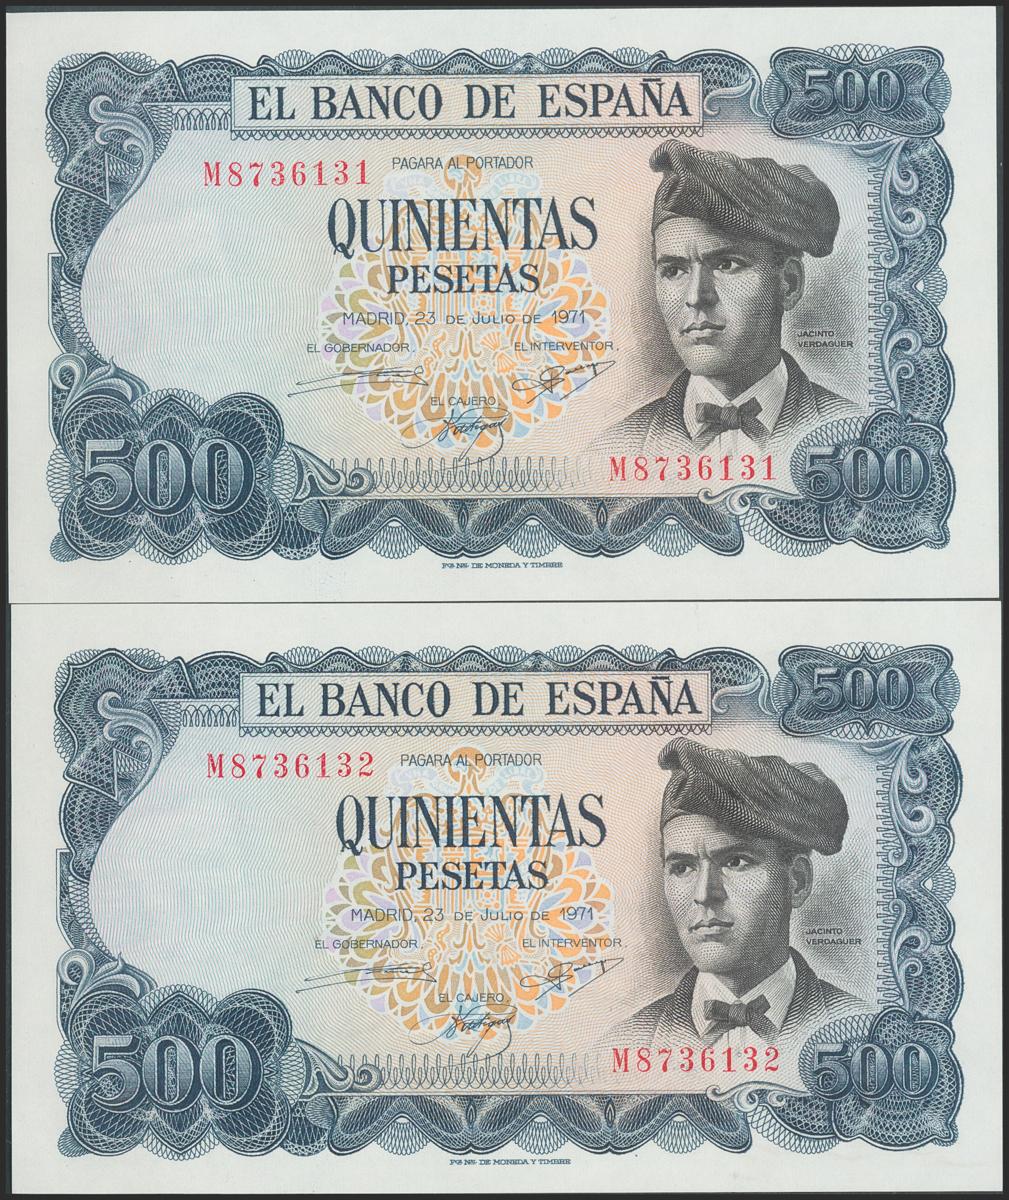 EL BANCO DE ESPAÑA
500
M8736131
PAGARA AL PORTADOR
QUINIENTAS
PESETAS
MADRID, 23 DE JULIO DE 1971
EL GOBERNADOR,
EL INTERVENTOR,
JACINTO
VERDAGUER
EL CAJERO,
500
M8736131
500
Fca. Nal. DE MONEDA Y TIMBRE
EL BANCO DE ESPAÑA
500
M8736132
PAGARA AL PORTADOR
QUINIENTAS
PESETAS
MADRID, 23 DE JULIO DE 1971
EL GOBERNADOR,
EL INTERVENTOR,
JACINTO
VERDAGUER
EL CAJERO,
500
M8736132
500
Fca. Nal. DE MONEDA Y TIMBRE